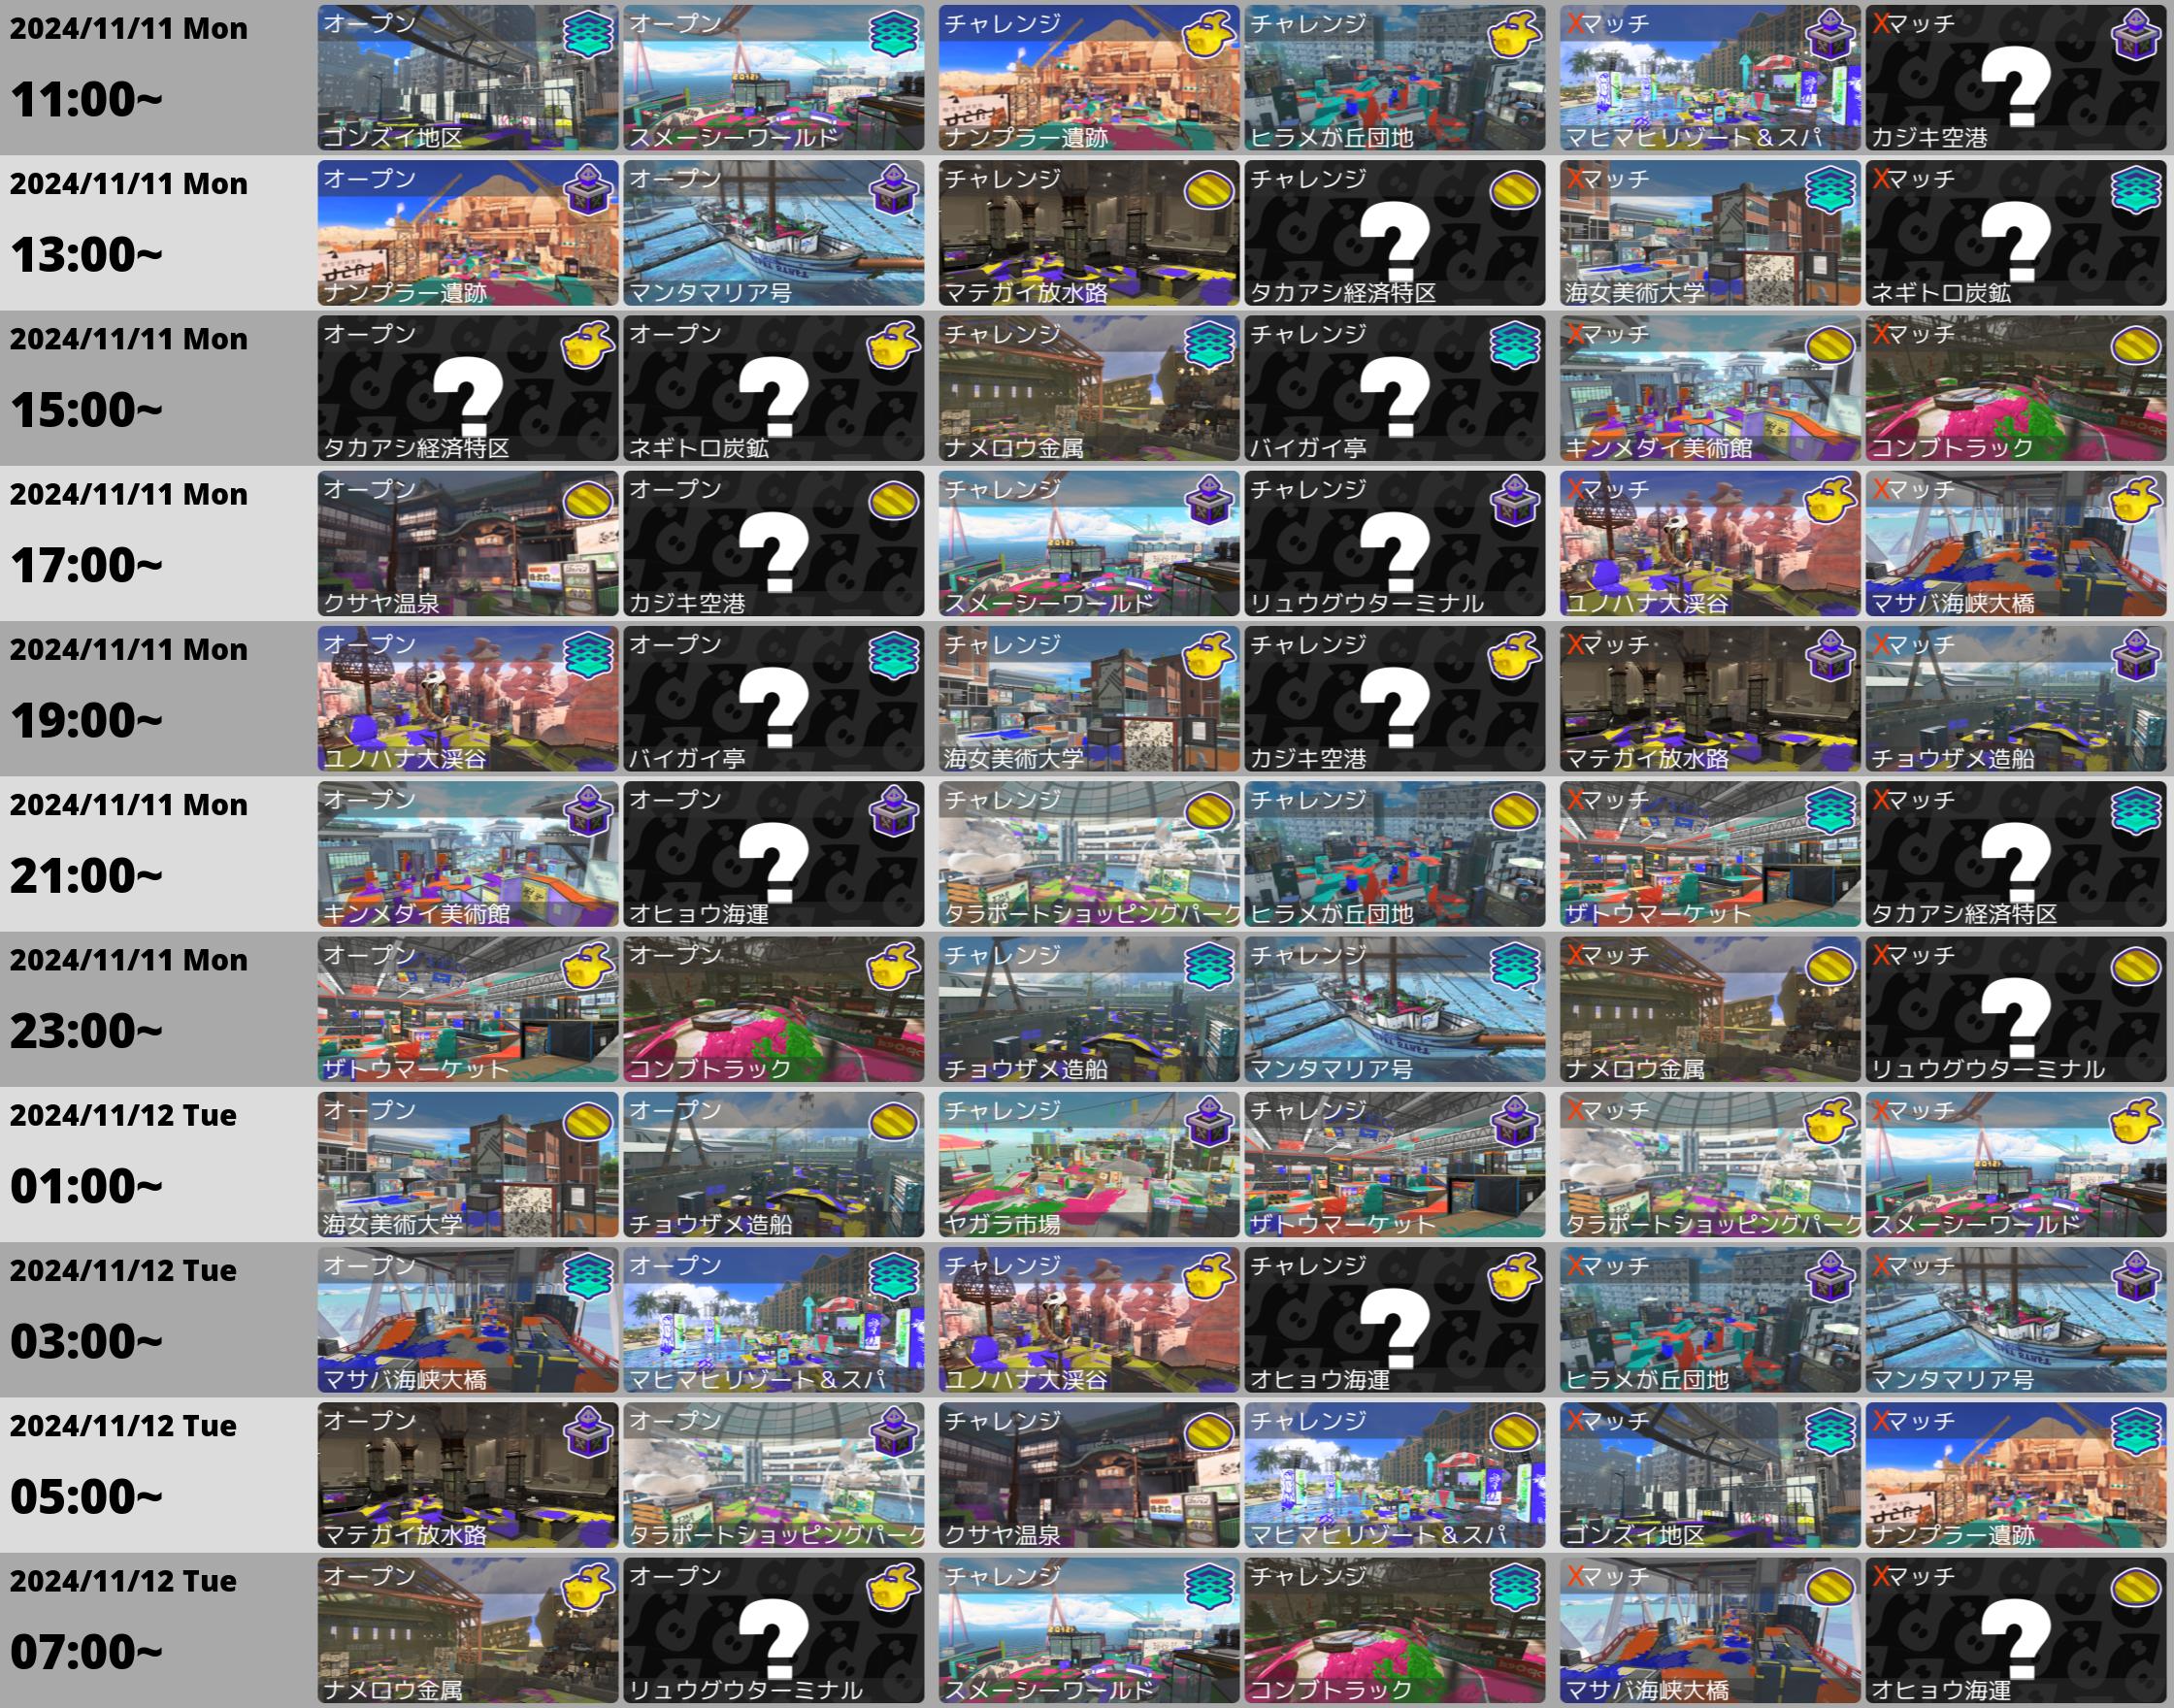 2024/11/11 Mon
11:00~
オープン
ゴンズイ地区
オープン
スメーシーワールド
チャレンジ
ナンプラー遺跡
チャレンジ
ヒラメが丘団地
Xマッチ
マヒマヒリゾート＆スパ
Xマッチ
カジキ空港
2024/11/11 Mon
13:00~
オープン
ナンプラー遺跡
オープン
マンタマリア号
チャレンジ
マテガイ放水路
チャレンジ
タカアシ経済特区
Xマッチ
海女美術大学
Xマッチ
ネギトロ炭鉱
2024/11/11 Mon
15:00~
オープン
タカアシ経済特区
オープン
ネギトロ炭鉱
チャレンジ
ナメロウ金属
チャレンジ
バイガイ亭
Xマッチ
キンメダイ美術館
Xマッチ
コンブトラック
2024/11/11 Mon
17:00~
オープン
クサヤ温泉
オープン
カジキ空港
チャレンジ
スメーシーワールド
チャレンジ
リュウグウターミナル
Xマッチ
ユノハナ大渓谷
Xマッチ
マサバ海峡大橋
2024/11/11 Mon
19:00~
オープン
ユノハナ大渓谷
オープン
バイガイ亭
チャレンジ
海女美術大学
チャレンジ
カジキ空港
Xマッチ
マテガイ放水路
Xマッチ
チョウザメ造船
2024/11/11 Mon
21:00~
オープン
キンメダイ美術館
オープン
オヒョウ海運
チャレンジ
タラポートショッピングパーク
チャレンジ
ヒラメが丘団地
Xマッチ
ザトウマーケット
Xマッチ
タカアシ経済特区
2024/11/11 Mon
23:00~
オープン
ザトウマーケット
オープン
コンブトラック
チャレンジ
チョウザメ造船
チャレンジ
マンタマリア号
Xマッチ
ナメロウ金属
Xマッチ
リュウグウターミナル
2024/11/12 Tue
01:00~
オープン
海女美術大学
オープン
チョウザメ造船
チャレンジ
ヤガラ市場
チャレンジ
ザトウマーケット
Xマッチ
タラポートショッピングパーク
Xマッチ
スメーシーワールド
2024/11/12 Tue
03:00~
オープン
マサバ海峡大橋
オープン
マヒマヒリゾート＆スパ
チャレンジ
ユノハナ大渓谷
チャレンジ
オヒョウ海運
Xマッチ
ヒラメが丘団地
Xマッチ
マンタマリア号
2024/11/12 Tue
05:00~
オープン
マテガイ放水路
オープン
タラポートショッピングパーク
チャレンジ
クサヤ温泉
チャレンジ
マヒマヒリゾート＆スパ
Xマッチ
ゴンズイ地区
Xマッチ
ナンプラー遺跡
2024/11/12 Tue
07:00~
オープン
ナメロウ金属
オープン
リュウグウターミナル
チャレンジ
スメーシーワールド
チャレンジ
コンブトラック
Xマッチ
マサバ海峡大橋
Xマッチ
オヒョウ海運